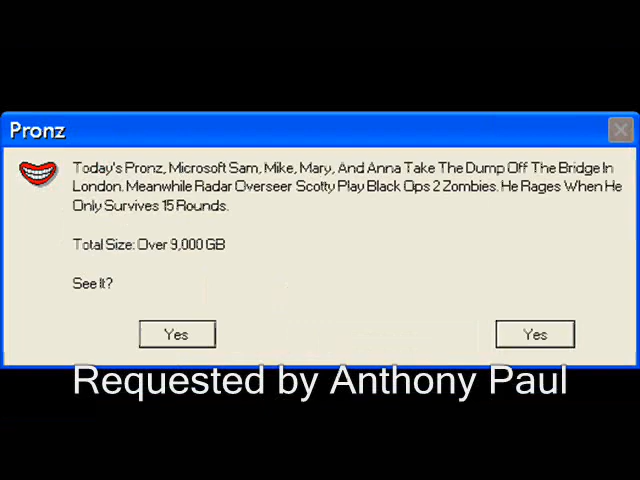 Pronz
Today's Pronz, Microsoft Sam, Mike, Mary, And Anna Take The Dump Off The Bridge In
London. Meanwhile Radar Overseer Scotty Play Black Ops 2 Zombies. He Rages When He
Only Survives 15 Rounds.
Total Size: Over 9,000 GB
See It?
Yes
Yes
Requested by Anthony Paul